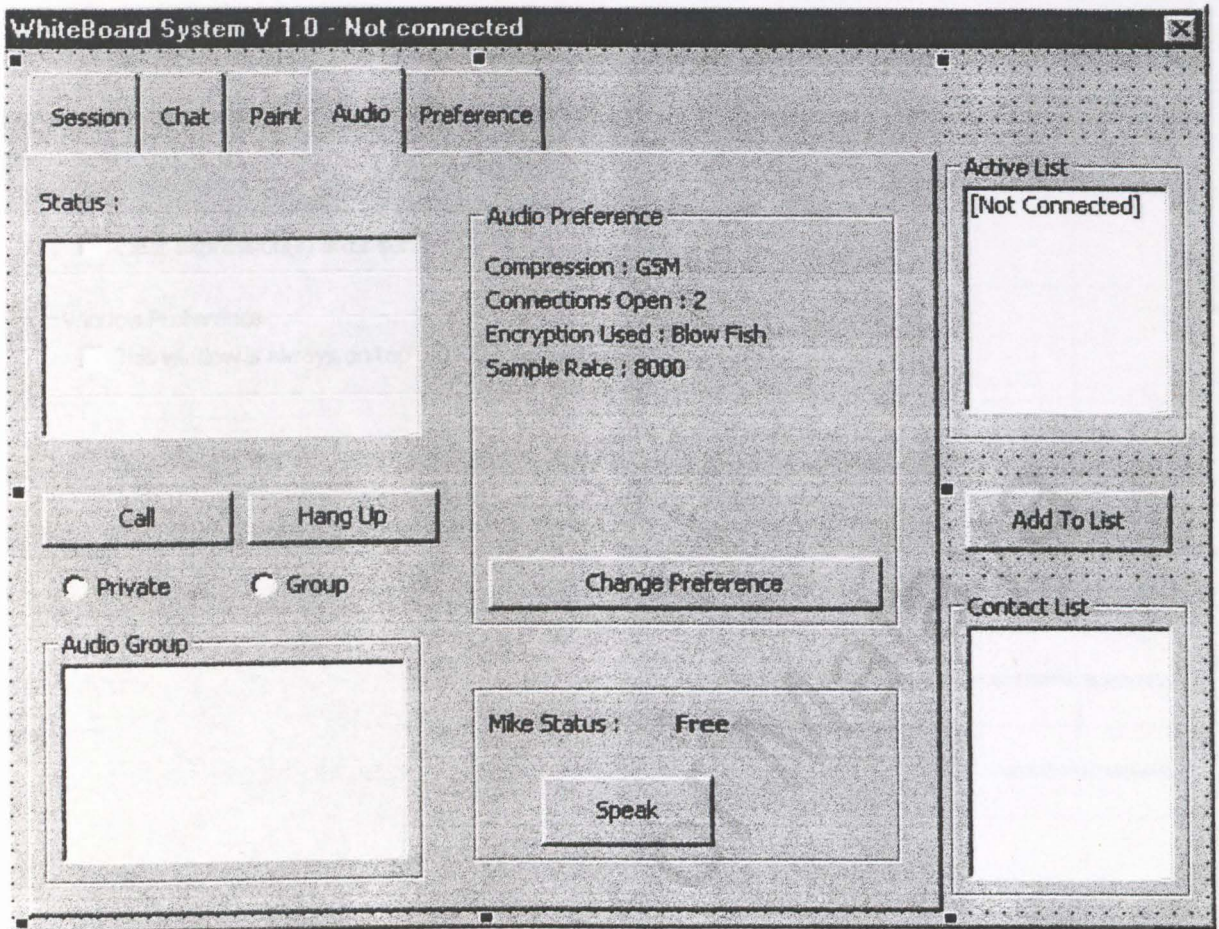 WhiteBoard System V 1.0 - Not connected
Session Chat Paint Audio Preference
Status :
Call Hang Up
Private Group
Audio Group
Audio Preference
Compression : GSM
Connections Open : 2
Encryption Used : Blow Fish
Sample Rate : 8000
Change Preference
Mike Status : Free
Speak
Active List
[Not Connected]
Add To List
Contact List